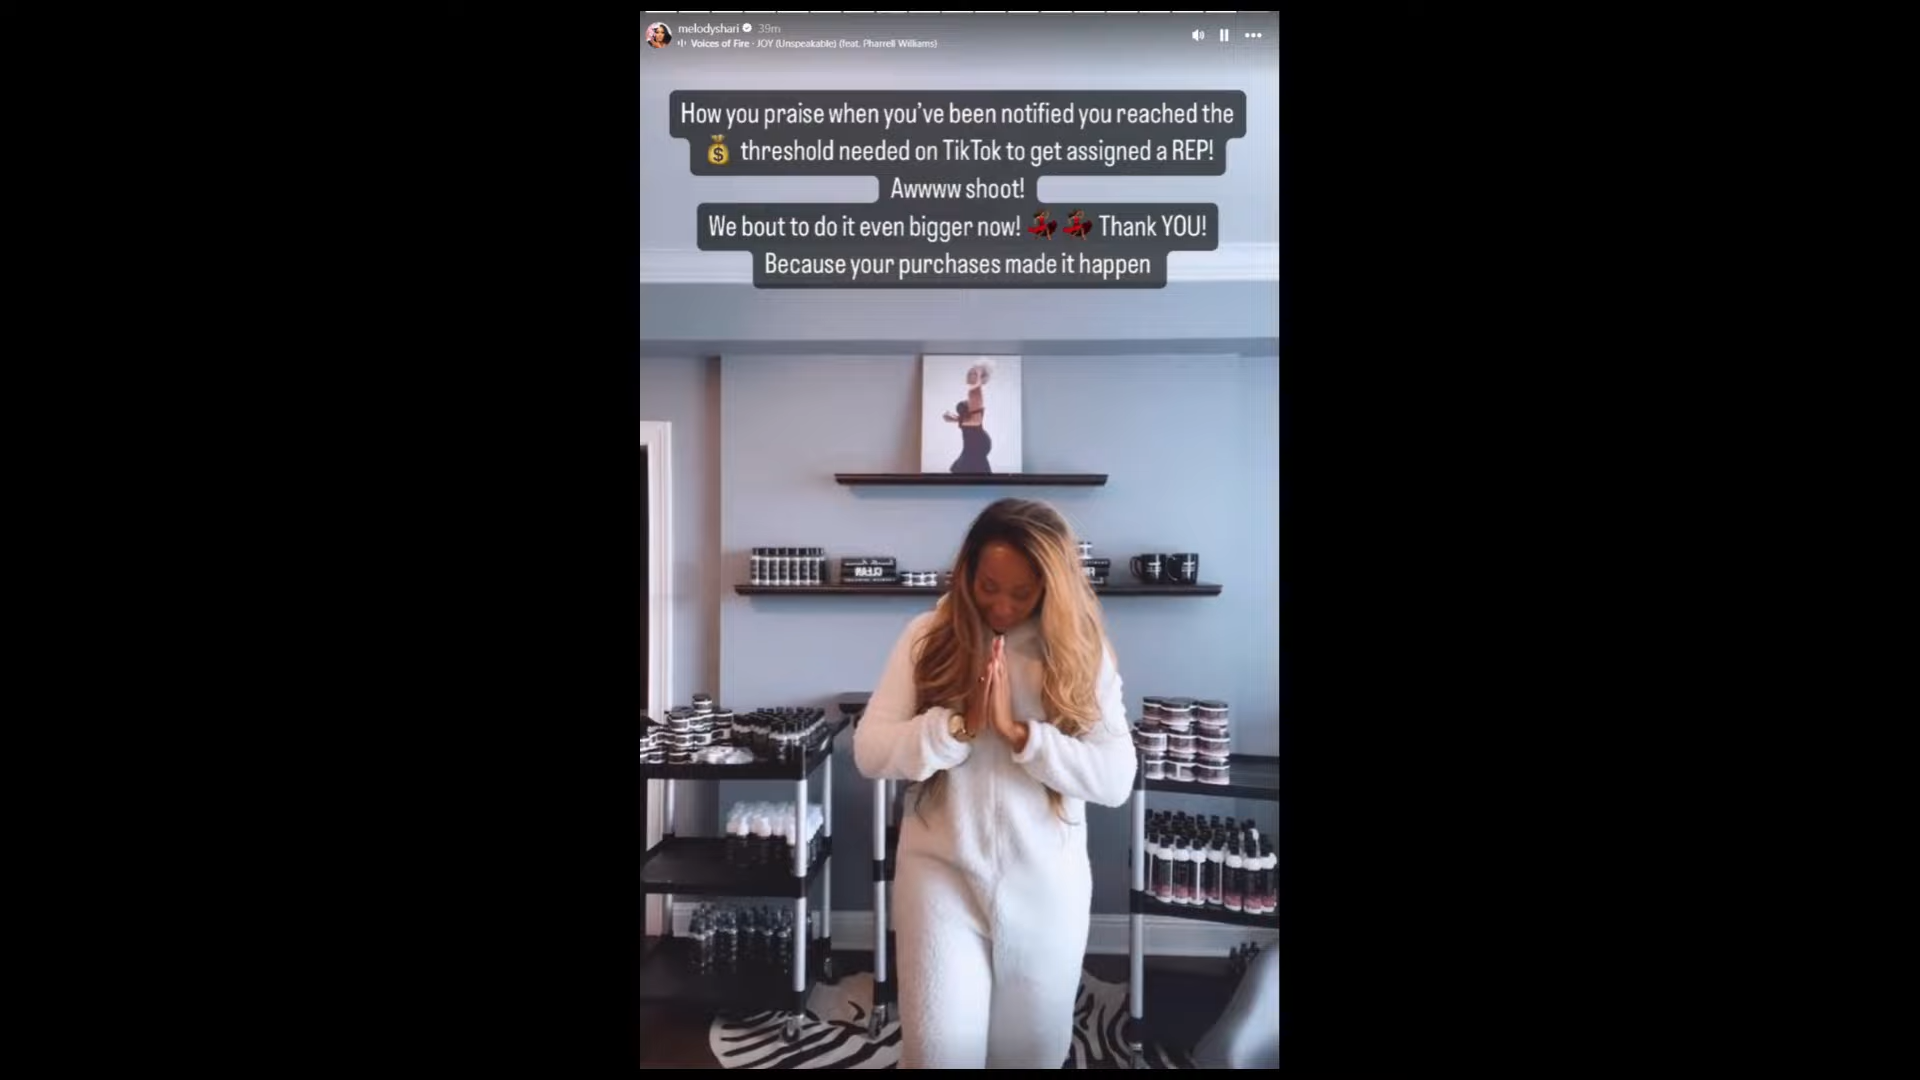 melodyshari 39m
Voices of Fire · JOY (Unspeakable) (feat. Pharrell Williams)
How you praise when you've been notified you reached the
💰 threshold needed on TikTok to get assigned a REP!
Awwww shoot!
We bout to do it even bigger now! 💃🏾 💃🏾 Thank YOU!
Because your purchases made it happen
CLEAN